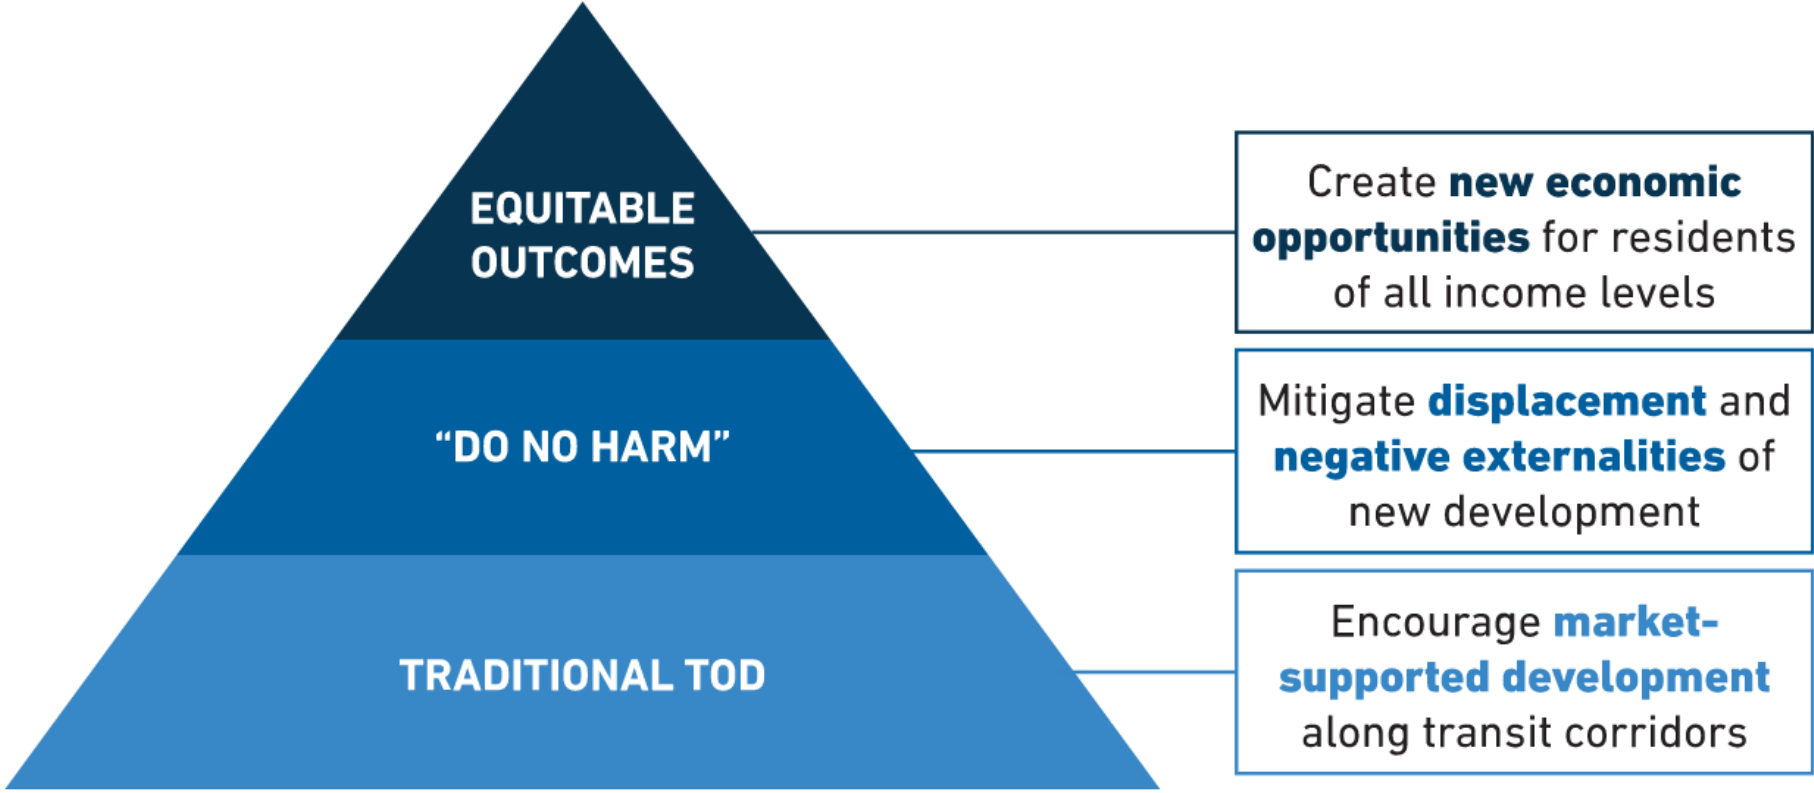 EQUITABLE
OUTCOMES
Create new economic
opportunities for residents
of all income levels
“DO NO HARM”
Mitigate displacement and
negative externalities of
new development
TRADITIONAL TOD
Encourage market-
supported development
along transit corridors